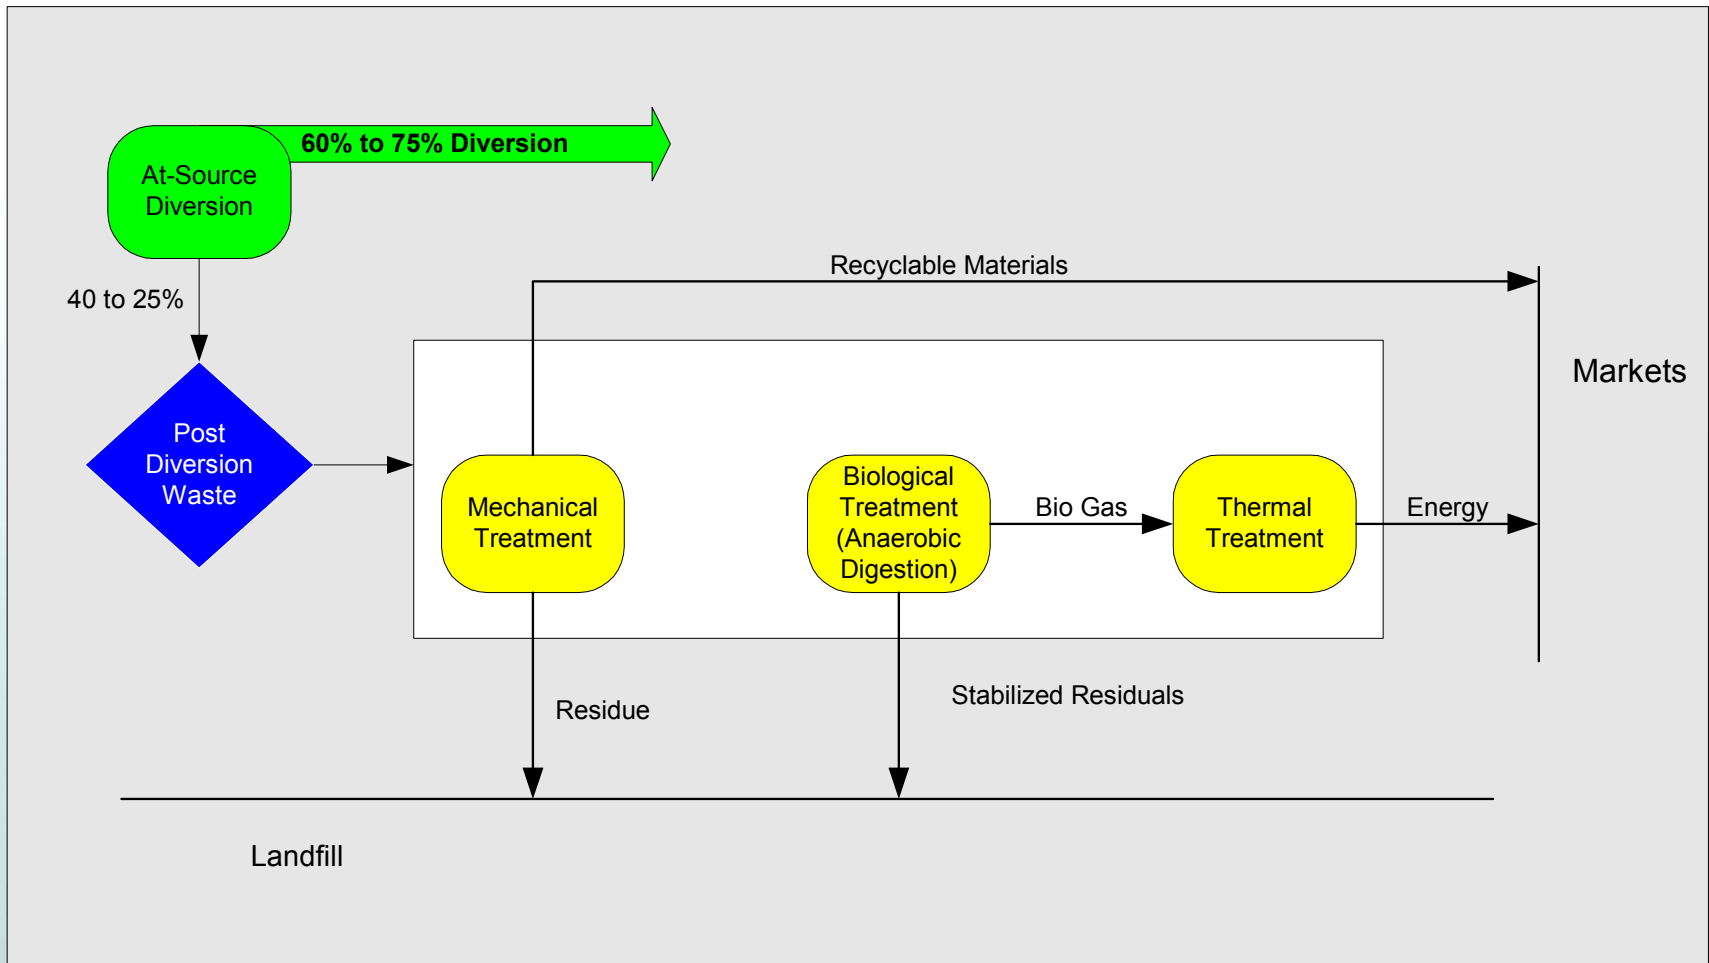 60% to 75% Diversion
At-Source
Diversion
Recyclable Materials
40 to 25%
Markets
Post
Diversion
Waste
Mechanical
Treatment
Biological
Treatment
(Anaerobic
Digestion)
Bio Gas
Thermal
Treatment
Energy
Residue
Stabilized Residuals
Landfill